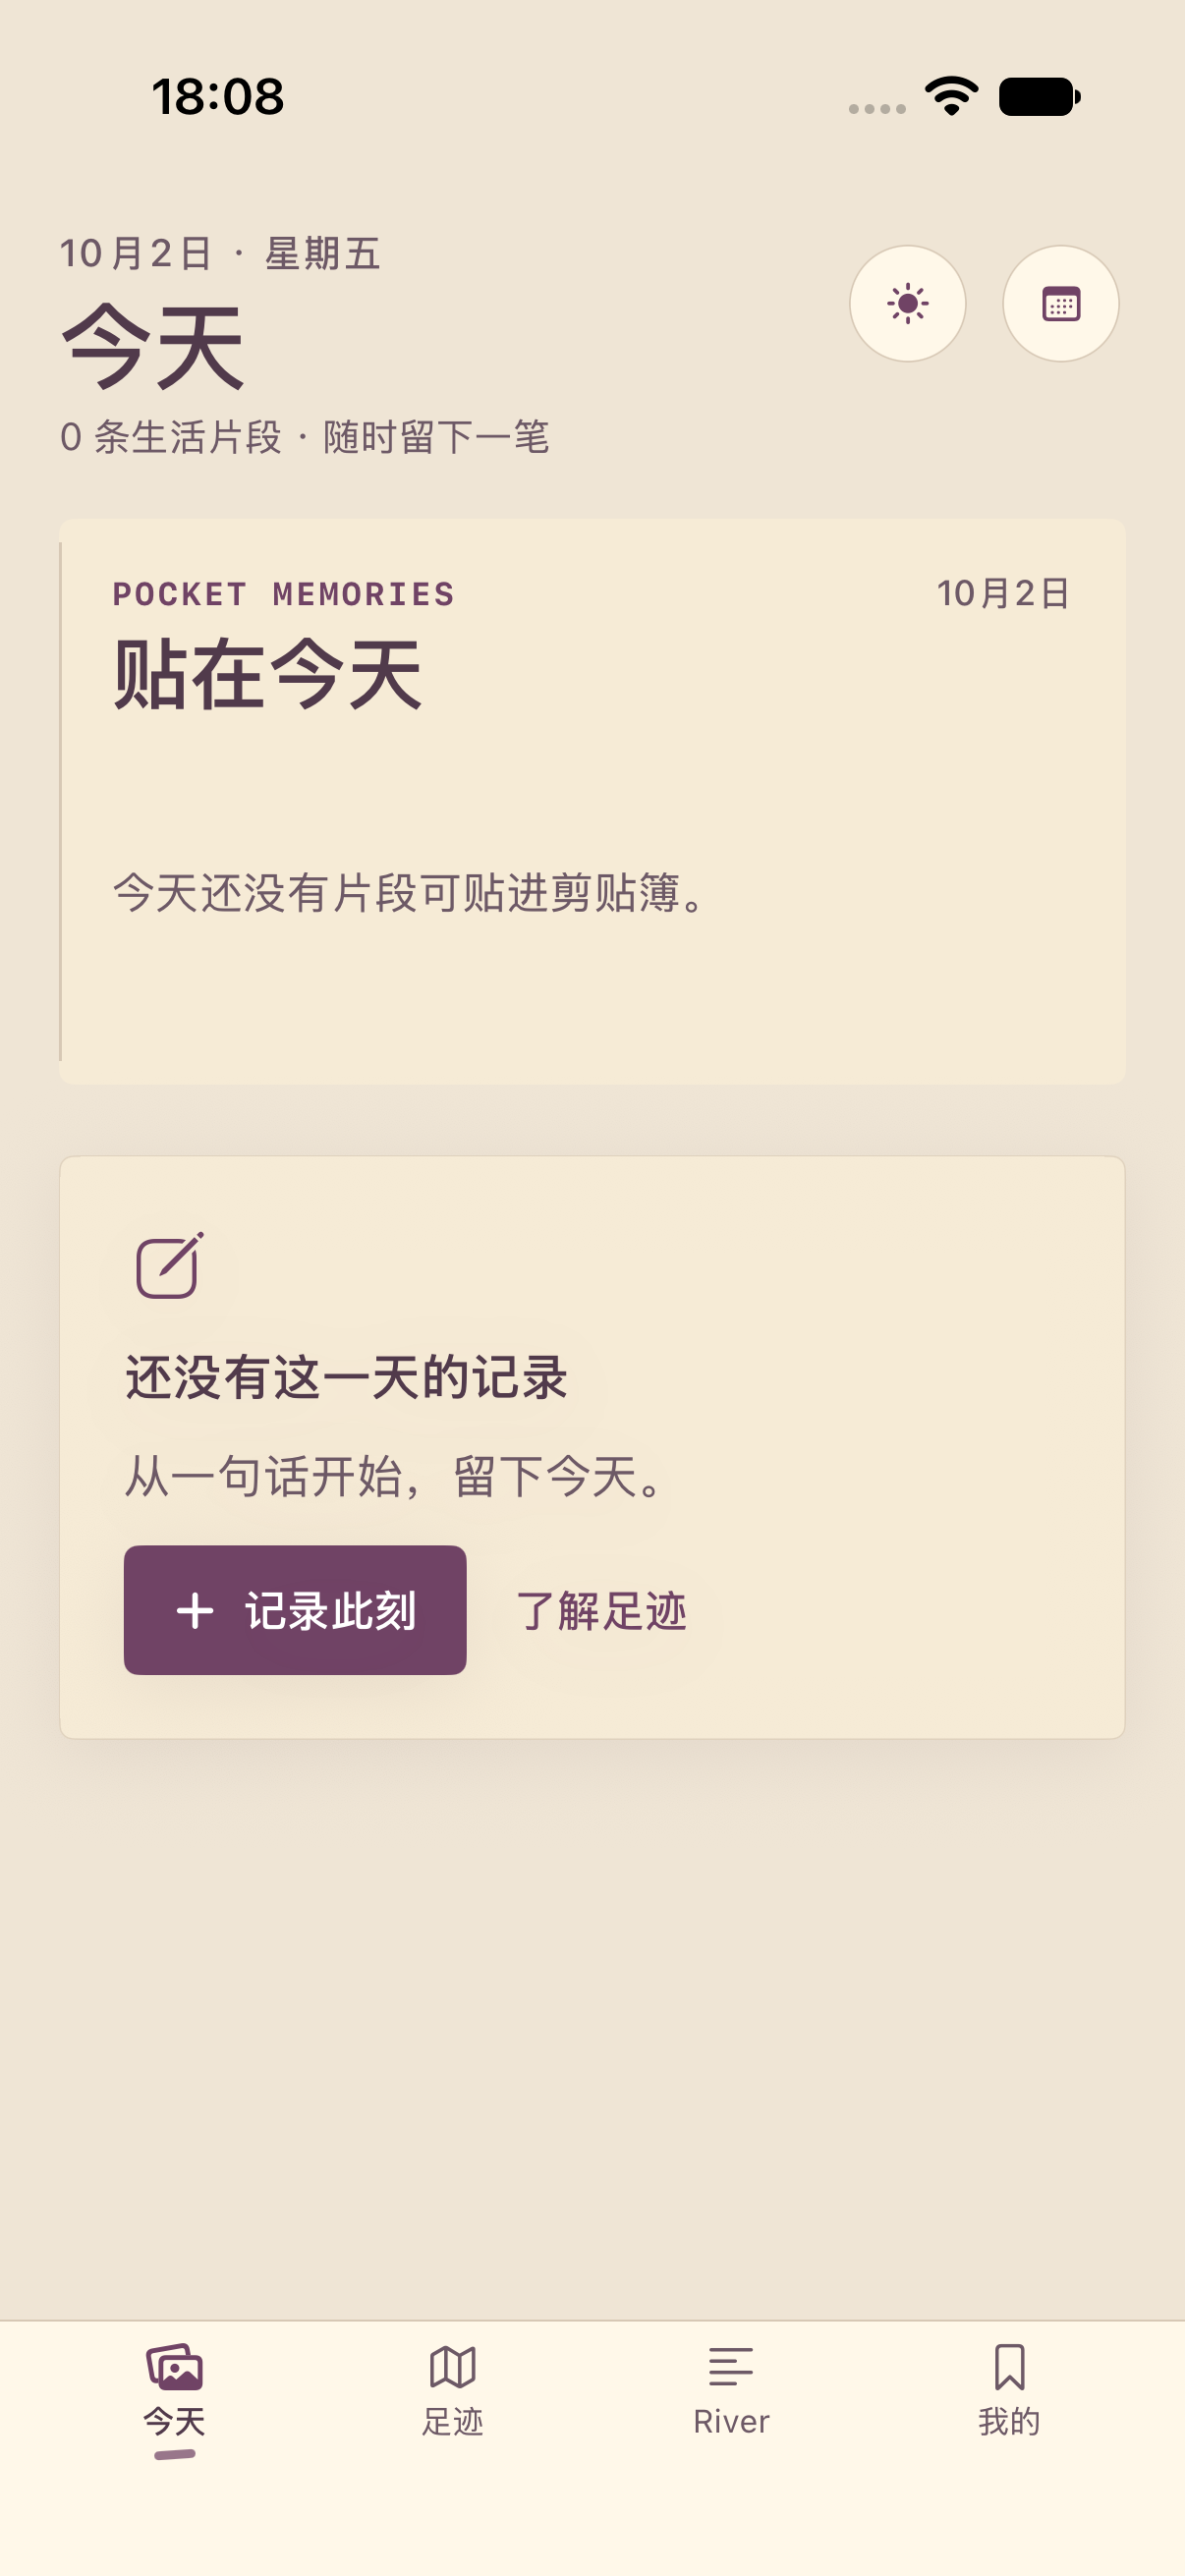 18:08
10月2日 · 星期五
今天
0 条生活片段 · 随时留下一笔
POCKET MEMORIES
10月2日
贴在今天
今天还没有片段可贴进剪贴簿。
还没有这一天的记录
从一句话开始，留下今天。
+ 记录此刻
了解足迹
今天
足迹
River
我的